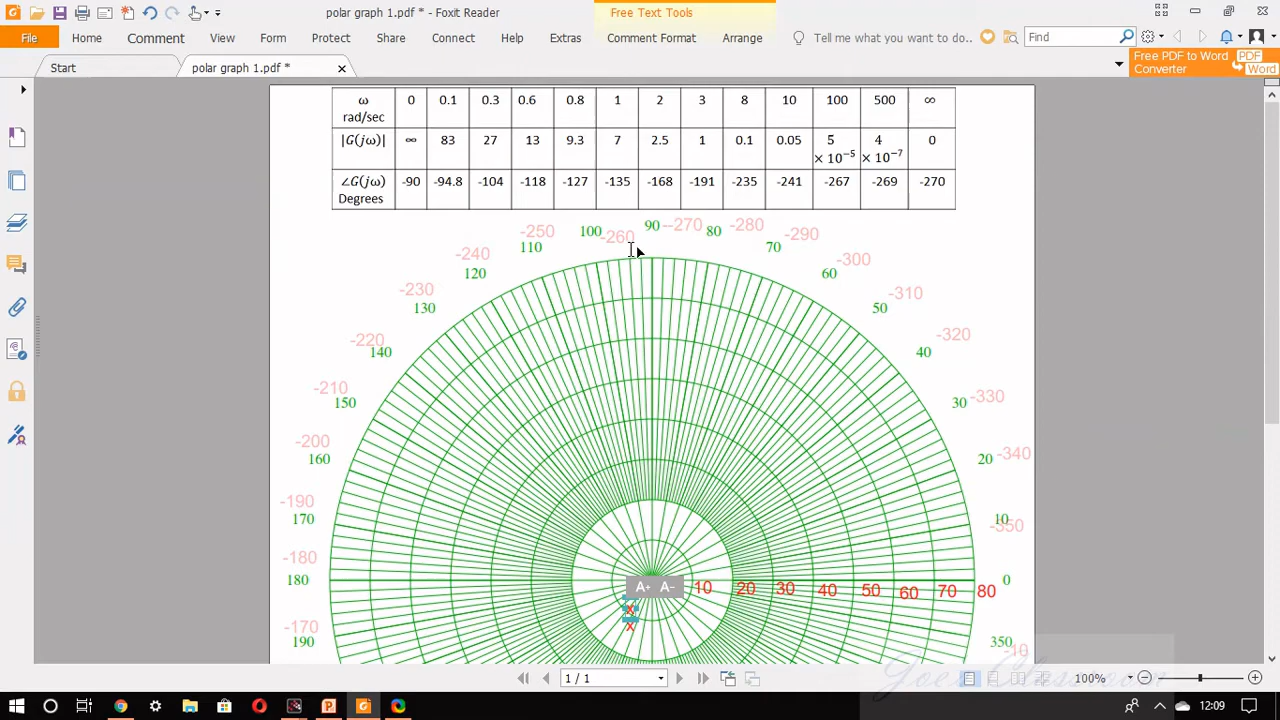 polar graph 1.pdf * - Foxit Reader
Free Text Tools
File Home Comment View Form Protect Share Connect Help Extras Comment Format Arrange Tell me what you want to do.. Find
Start
polar graph 1.pdf *
Free PDF to Word Converter
PDF Word
ω rad/sec 0 0.1 0.3 0.6 0.8 1 2 3 8 10 100 500 ∞
|G(jω)| ∞ 83 27 13 9.3 7 2.5 1 0.1 0.05 5 × 10⁻⁵ 4 × 10⁻⁷ 0
∠G(jω) Degrees -90 -94.8 -104 -118 -127 -135 -168 -191 -235 -241 -267 -269 -270
-250 100 -260 90 --270 80 -280
-240 110 70 -290
120 60 -300
-230 130 50 -310
-220 140 40 -320
-210 150 30 -330
-200 160 20 -340
-190 170 10 -350
-180 180 0
A+ A- 10 20 30 40 50 60 70 80
x
x
-170 190 350 -10
Joes Classroom
1 / 1
100%
12:09